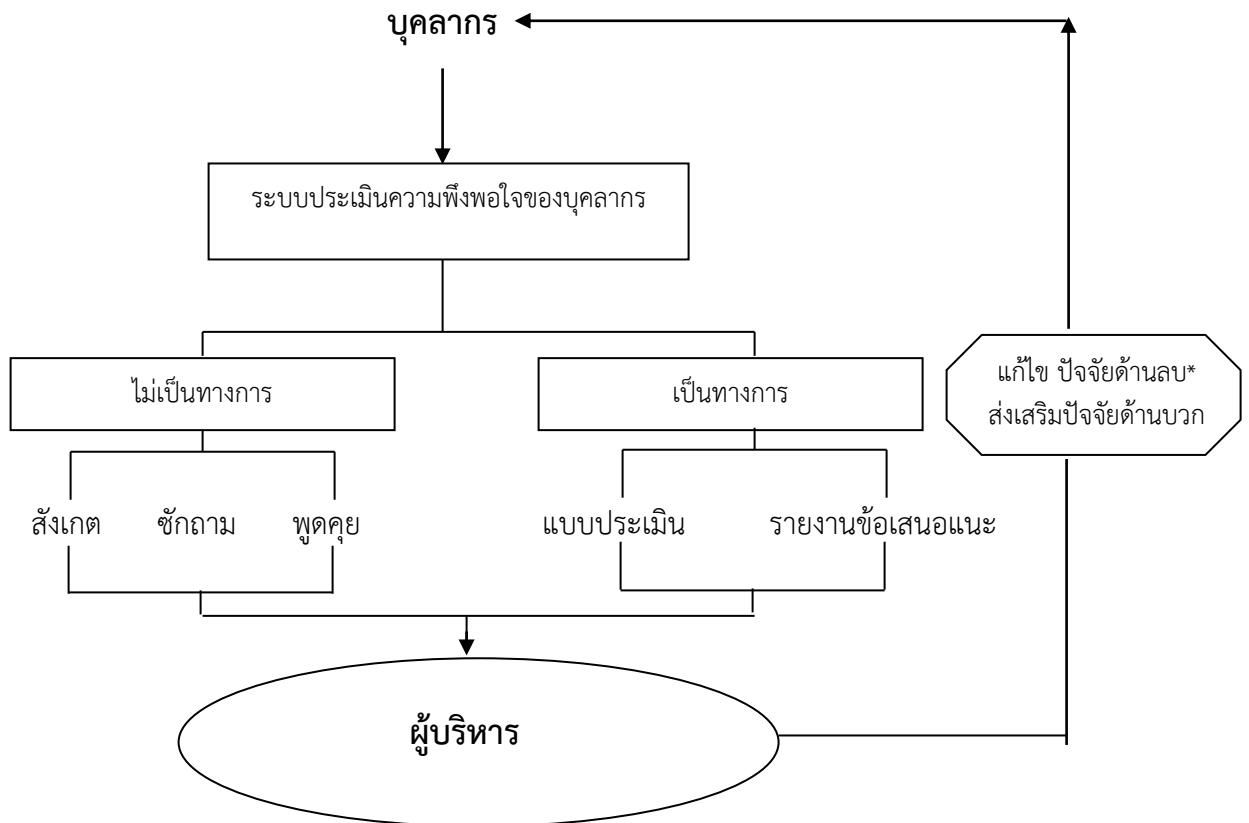 บุคลากร
ระบบประเมินความพึงพอใจของบุคลากร
ไม่เป็นทางการ
เป็นทางการ
แก้ไข ปัจจัยด้านลบ*
ส่งเสริมปัจจัยด้านบวก
สังเกต ซักถาม พูดคุย
แบบประเมิน รายงานข้อเสนอแนะ
ผู้บริหาร